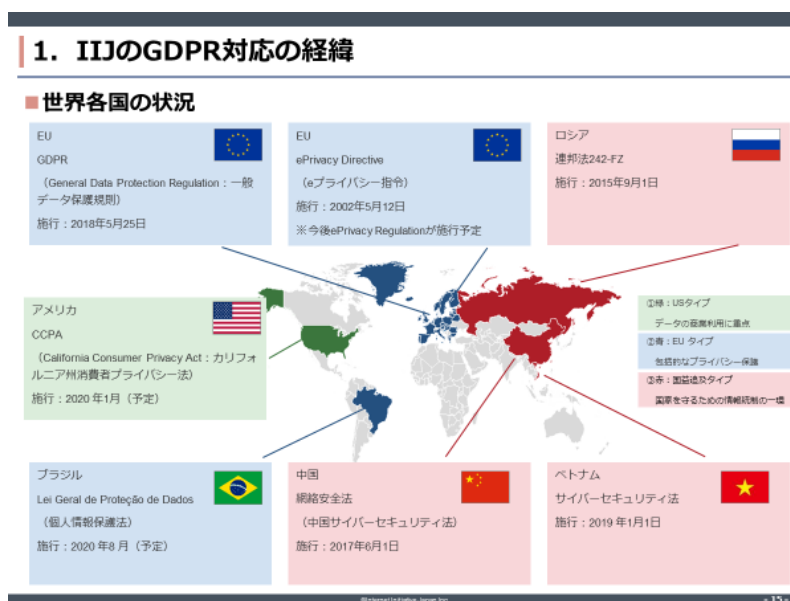 1. IIJのGDPR対応の経緯
■世界各国の状況
EU
GDPR
（General Data Protection Regulation：一般
データ保護規則）
施行：2018年5月25日
EU
ePrivacy Directive
（eプライバシー指令）
施行：2002年5月12日
※今後ePrivacy Regulationが施行予定
ロシア
連邦法242-FZ
施行：2015年9月1日
アメリカ
CCPA
（California Consumer Privacy Act：カリフォ
ルニア州消費者プライバシー法）
施行：2020 年1月（予定）
①緑：USタイプ
データの商業利用に重点
②青：EU タイプ
包括的なプライバシー保護
③赤：国益追及タイプ
国家を守るための情報統制の一環
ブラジル
Lei Geral de Proteção de Dados
（個人情報保護法）
施行：2020 年8 月（予定）
中国
網絡安全法
（中国サイバーセキュリティ法）
施行：2017年6月1日
ベトナム
サイバーセキュリティ法
施行：2019 年1月1日
©Internet Initiative Japan Inc.
- 15 -